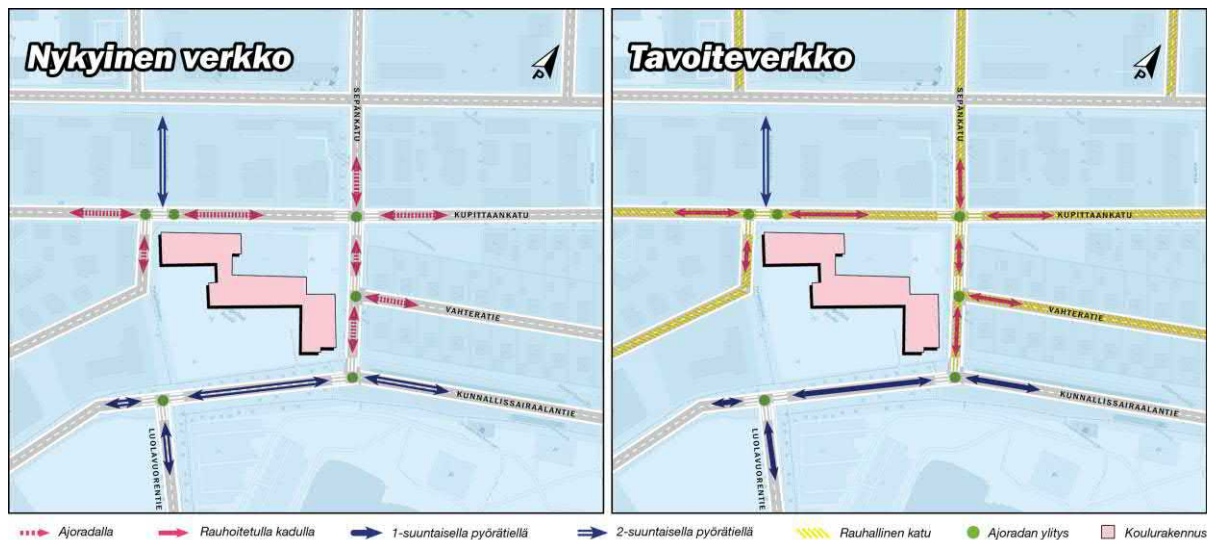 Nykyinen verkko
P
SEPÄNKATU
KUPITTAANKATU
VAHTERATIE
KUNNALLISSAIRAALANTIE
LUOLAVUORENTIE
Tavoiteverkko
P
SEPÄNKATU
KUPITTAANKATU
VAHTERATIE
KUNNALLISSAIRAALANTIE
LUOLAVUORENTIE
Ajoradalla
Rauhoitetulla kadulla
1-suuntaisella pyörätiellä
2-suuntaisella pyörätiellä
Rauhallinen katu
Ajoradan ylitys
Koulurakennus